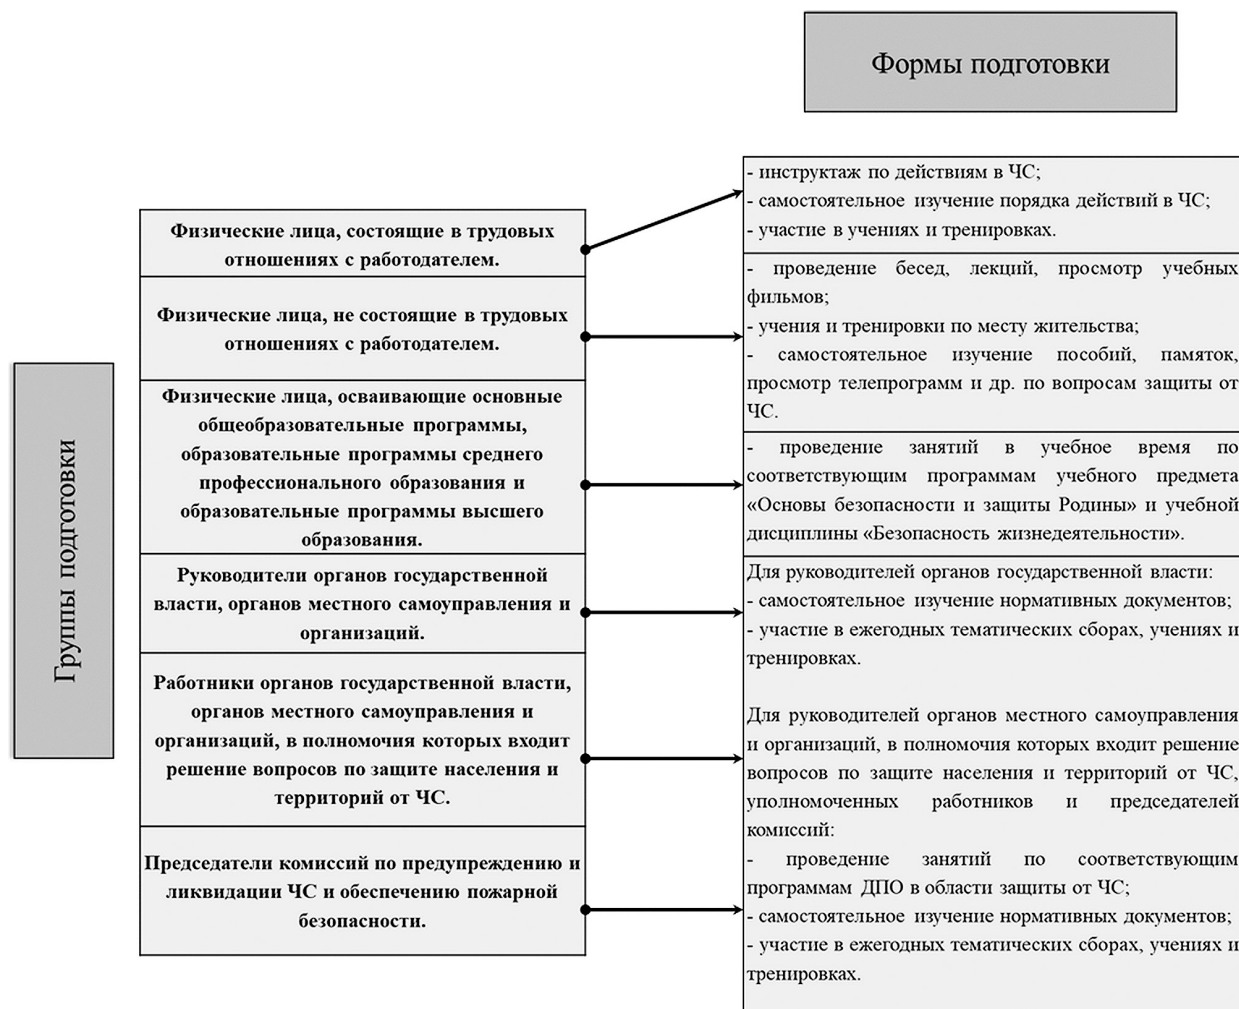 Формы подготовки
Группы подготовки
Физические лица, состоящие в трудовых
отношениях с работодателем.
Физические лица, не состоящие в трудовых
отношениях с работодателем.
Физические лица, осваивающие основные
общеобразовательные программы,
образовательные программы среднего
профессионального образования и
образовательные программы высшего
образования.
Руководители органов государственной
власти, органов местного самоуправления и
организаций.
Работники органов государственной власти,
органов местного самоуправления и
организаций, в полномочия которых входит
решение вопросов по защите населения и
территорий от ЧС.
Председатели комиссий по предупреждению и
ликвидации ЧС и обеспечению пожарной
безопасности.
- инструктаж по действиям в ЧС;
- самостоятельное изучение порядка действий в ЧС;
- участие в учениях и тренировках.
- проведение бесед, лекций, просмотр учебных
фильмов;
- учения и тренировки по месту жительства;
- самостоятельное изучение пособий, памяток,
просмотр телепрограмм и др. по вопросам защиты от
ЧС.
- проведение занятий в учебное время по
соответствующим программам учебного предмета
«Основы безопасности и защиты Родины» и учебной
дисциплины «Безопасность жизнедеятельности».
Для руководителей органов государственной власти:
- самостоятельное изучение нормативных документов;
- участие в ежегодных тематических сборах, учениях и
тренировках.
Для руководителей органов местного самоуправления
и организаций, в полномочия которых входит решение
вопросов по защите населения и территорий от ЧС,
уполномоченных работников и председателей
комиссий:
- проведение занятий по соответствующим
программам ДПО в области защиты от ЧС;
- самостоятельное изучение нормативных документов;
- участие в ежегодных тематических сборах, учениях и
тренировках.